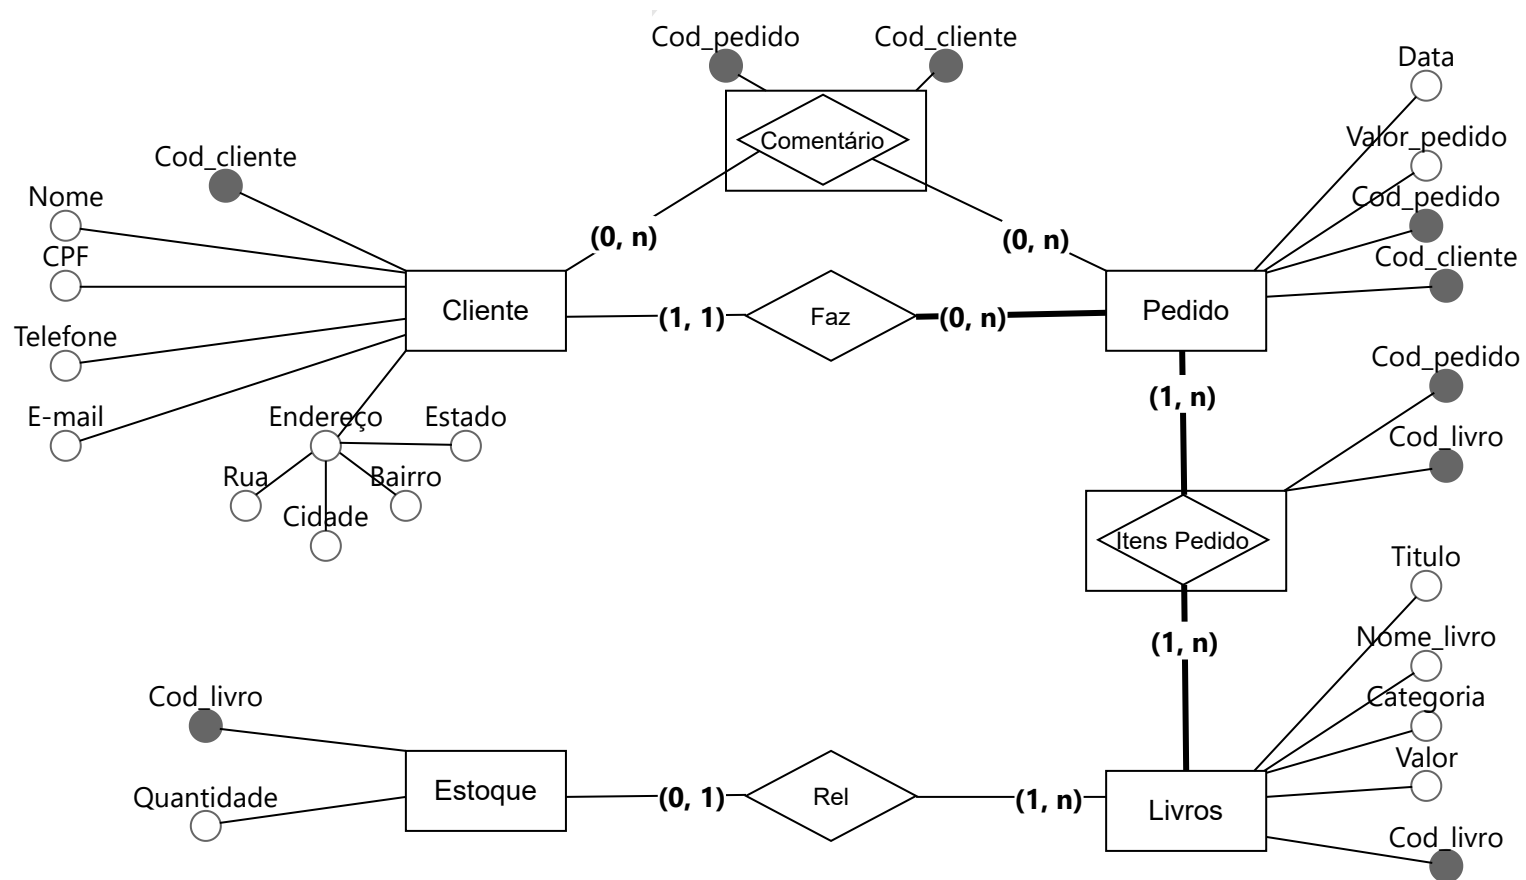 Cod_pedido
Cod_cliente
Data
Comentário
Valor_pedido
Cod_cliente
Nome
Cod_pedido
(0, n)
(0, n)
CPF
Cod_cliente
Cliente
(1, 1)
Faz
(0, n)
Pedido
Telefone
Cod_pedido
(1, n)
E-mail
Endereço
Estado
Cod_livro
Rua
Bairro
Cidade
Itens Pedido
Titulo
(1, n)
Nome_livro
Cod_livro
Categoria
Valor
Quantidade
Estoque
(0, 1)
Rel
(1, n)
Livros
Cod_livro